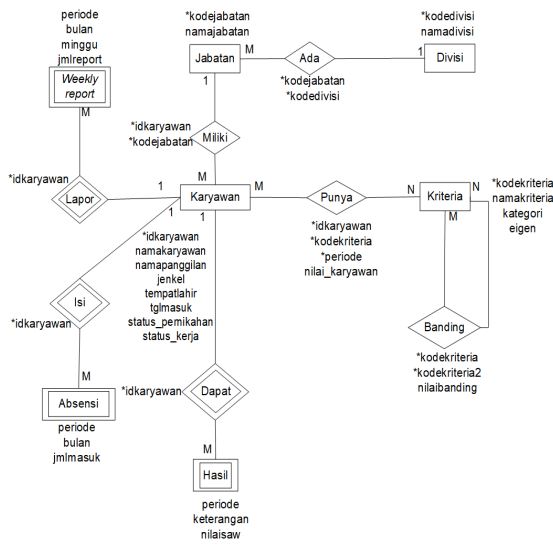 periode
bulan
minggu
jmlreport
Weekly
report
M
*idkaryawan
Lapor
1
*kodejabatan
namajabatan
Jabatan
M
Ada
1
*kodejabatan
*kodedivisi
*kodedivisi
namadivisi
Divisi
1
*idkaryawan
*kodejabatan
Miliki
M
Karyawan
1
1
M
Punya
N
*idkaryawan
*kodekriteria
*periode
nilai_karyawan
Kriteria
N
M
*kodekriteria
namakriteria
kategori
eigen
Banding
*kodekriteria
*kodekriteria2
nilaibanding
*idkaryawan
namakaryawan
namapanggilan
jenkel
tempatlahir
tglmasuk
status_pernikahan
status_kerja
Isi
*idkaryawan
M
Absensi
periode
bulan
jmlmasuk
*idkaryawan
Dapat
M
Hasil
periode
keterangan
nilaisaw